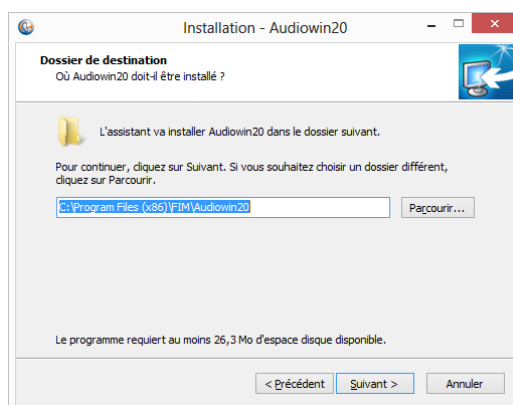 Installation - Audiowin20
Dossier de destination
Où Audiowin20 doit-il être installé ?
L'assistant va installer Audiowin20 dans le dossier suivant.
Pour continuer, cliquez sur Suivant. Si vous souhaitez choisir un dossier différent,
cliquez sur Parcourir.
C:\Program Files (x86)\FIM\Audiowin20
Parcourir...
Le programme requiert au moins 26,3 Mo d'espace disque disponible.
< Précédent
Suivant >
Annuler